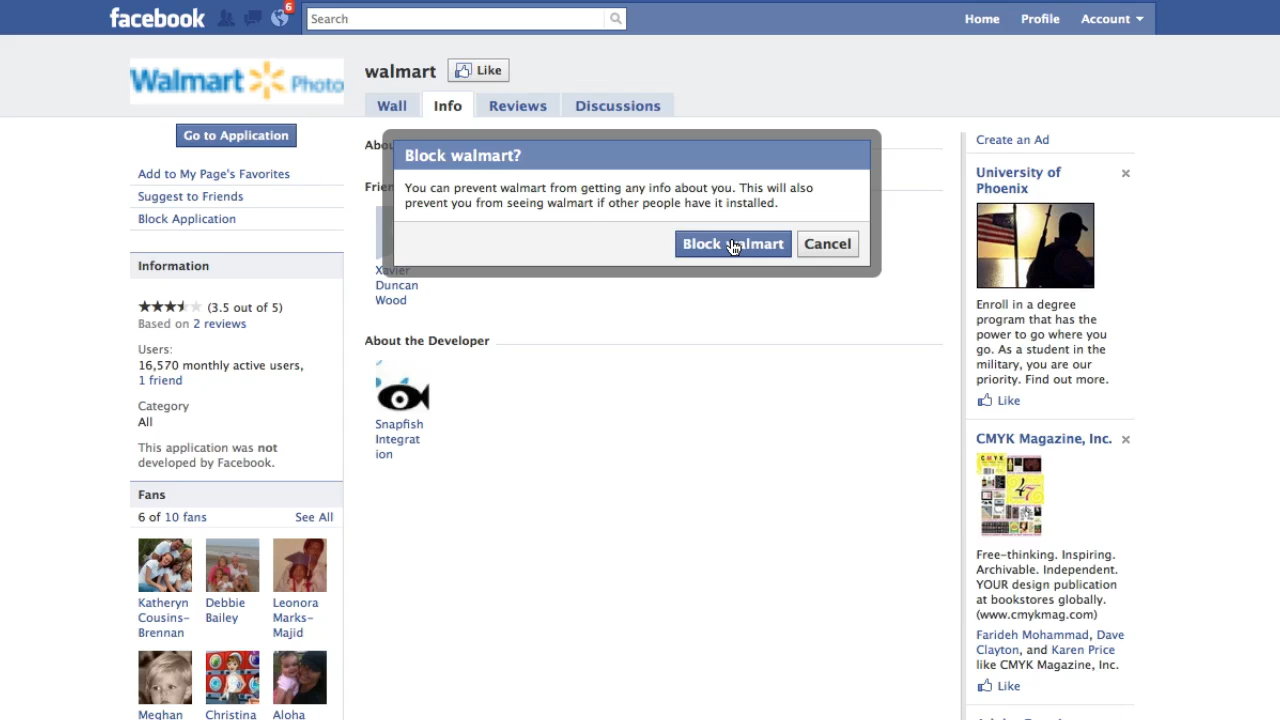 facebook
6
Search
Home
Profile
Account
Walmart Photo
walmart
Like
Wall
Info
Reviews
Discussions
Go to Application
Add to My Page's Favorites
Suggest to Friends
Block Application
Information
(3.5 out of 5)
Based on 2 reviews
Users:
16,570 monthly active users,
1 friend
Category
All
This application was not
developed by Facebook.
Fans
6 of 10 fans
See All
Katheryn
Cousins-
Brennan
Debbie
Bailey
Leonora
Marks-
Majid
Meghan
Christina
Aloha
Block walmart?
You can prevent walmart from getting any info about you. This will also
prevent you from seeing walmart if other people have it installed.
Block walmart
Cancel
Xavier
Duncan
Wood
About the Developer
Snapfish
Integrat
ion
Create an Ad
University of
Phoenix
Enroll in a degree
program that has the
power to go where you
go. As a student in the
military, you are our
priority. Find out more.
Like
CMYK Magazine, Inc.
CMYK
47
Free-thinking. Inspiring.
Archivable. Independent.
YOUR design publication
at bookstores globally.
(www.cmykmag.com)
Farideh Mohammad, Dave
Clayton, and Karen Price
like CMYK Magazine, Inc.
Like